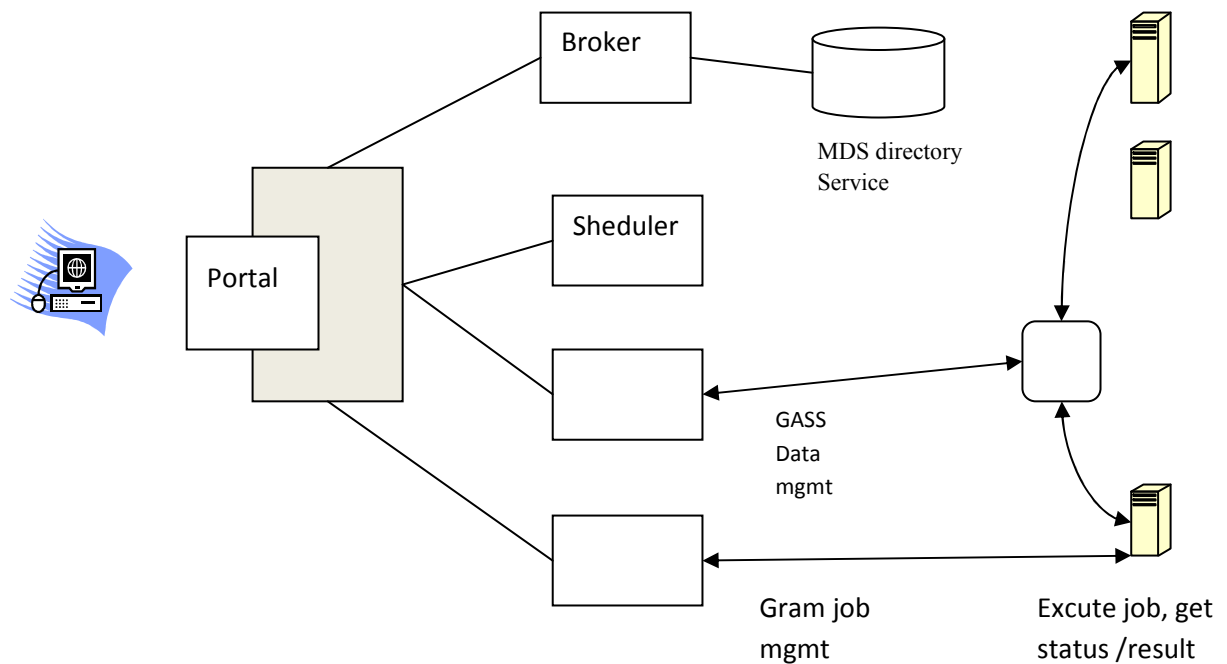 Broker
MDS directory
Service
Sheduler
Portal
GASS
Data
mgmt
Gram job
mgmt
Excute job, get
status /result